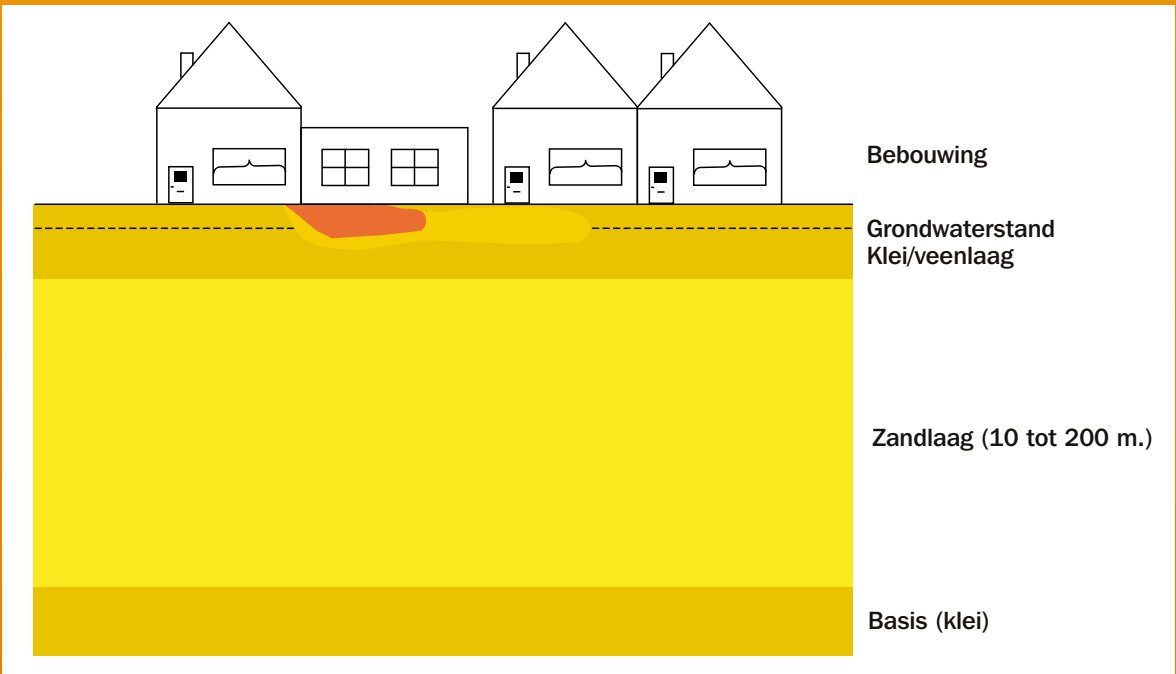 Bebouwing
Grondwaterstand
Klei/veenlaag
Zandlaag (10 tot 200 m.)
Basis (klei)